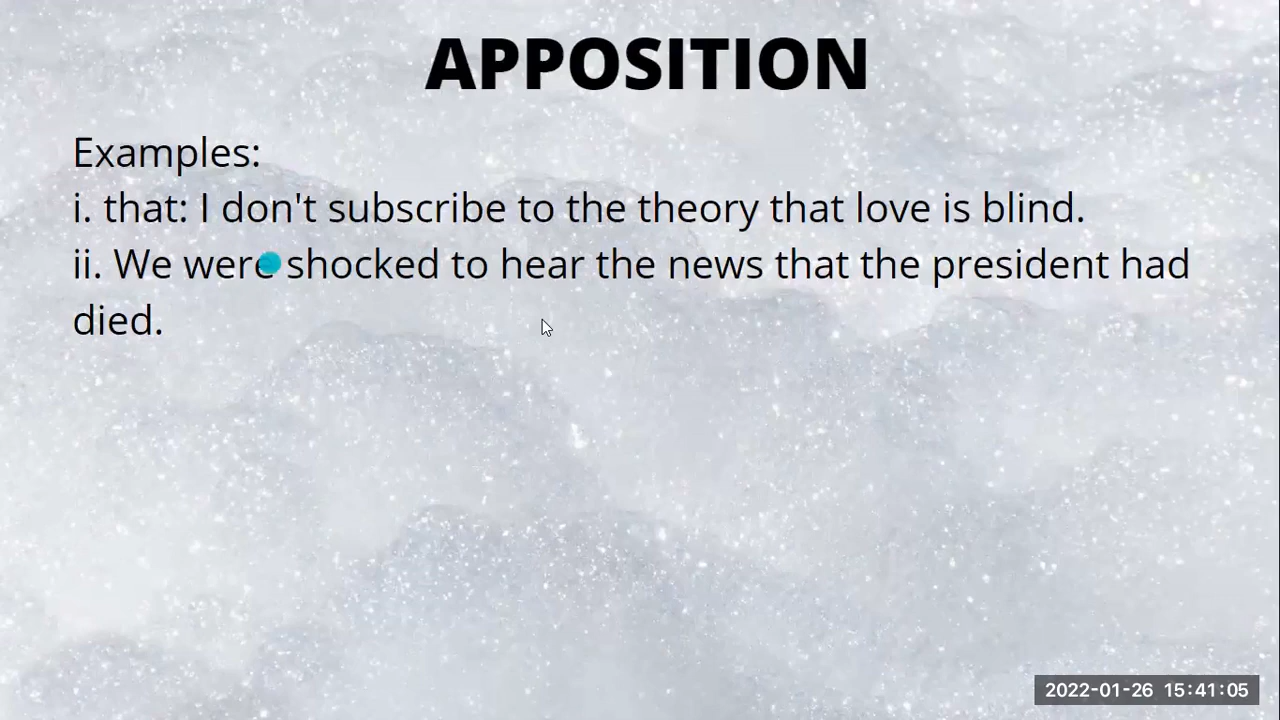 APPOSITION
Examples:
i. that: I don't subscribe to the theory that love is blind.
ii. We were shocked to hear the news that the president had
died.
2022-01-26 15:41:05